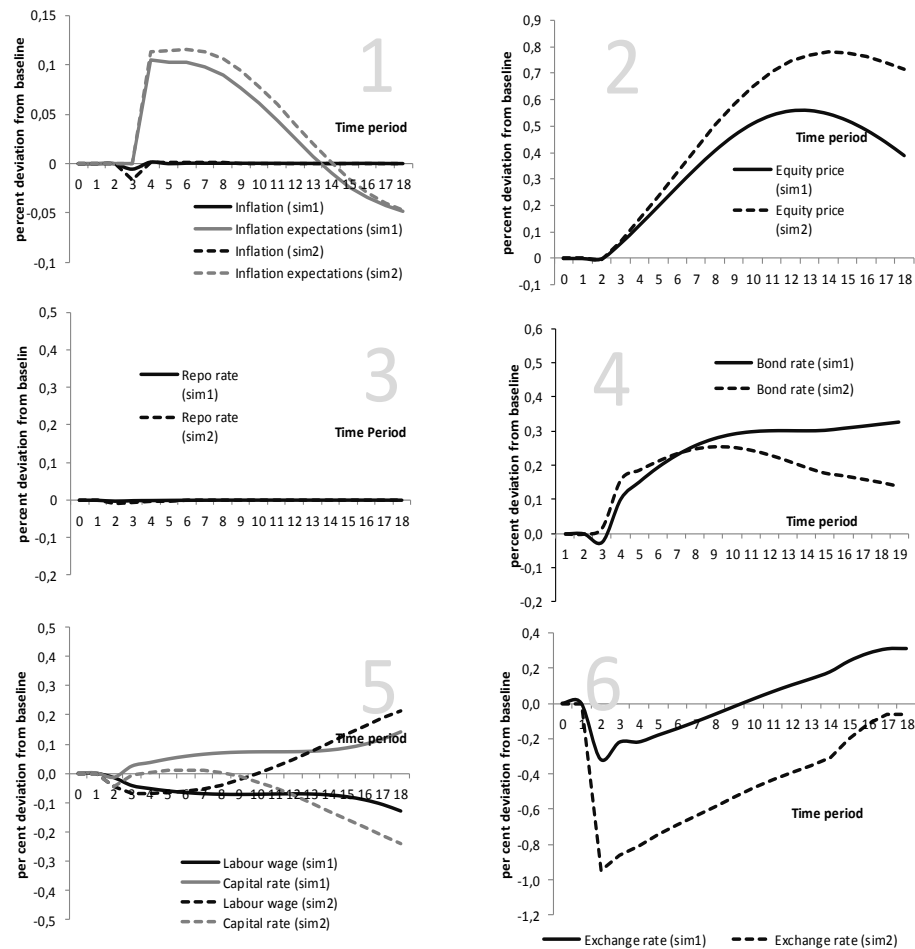 percent deviation from baseline
0,15
0,1
0,05
0
-0,05
-0,1
1
Time period
0 1 2 3 4 5 6 7 8 9 10 11 12 13 14 15 16 17 18
Inflation (sim1)
Inflation expectations (sim1)
Inflation (sim2)
Inflation expectations (sim2)
percent deviation from baseline
0,9
0,8
0,7
0,6
0,5
0,4
0,3
0,2
0,1
0
-0,1
2
Time period
Equity price
(sim1)
Equity price
(sim2)
0 1 2 3 4 5 6 7 8 9 10 11 12 13 14 15 16 17 18
percent deviation from baselin
0,5
0,4
0,3
0,2
0,1
0
-0,1
-0,2
3
Repo rate
(sim1)
Repo rate
(sim2)
Time Period
0 1 2 3 4 5 6 7 8 9 10 11 12 13 14 15 16 17 18
percent deviation from baseline
0,6
0,5
0,4
0,3
0,2
0,1
0,0
-0,1
-0,2
4
Bond rate (sim1)
Bond rate (sim2)
Time period
1 2 3 4 5 6 7 8 9 10 11 12 13 14 15 16 17 18 19
per cent deviation from baseline
0,5
0,4
0,3
0,2
0,1
0,0
-0,1
-0,2
-0,3
-0,4
-0,5
5
Time period
0 1 2 3 4 5 6 7 8 9 10 11 12 13 14 15 16 17 18
Labour wage (sim1)
Capital rate (sim1)
Labour wage (sim2)
Capital rate (sim2)
per cent deviation from baseline
0,4
0,2
0,0
-0,2
-0,4
-0,6
-0,8
-1,0
-1,2
6
0 1 2 3 4 5 6 7 8 9 10 11 12 13 14 15 16 17 18
Time period
Exchange rate (sim1)
Exchange rate (sim2)